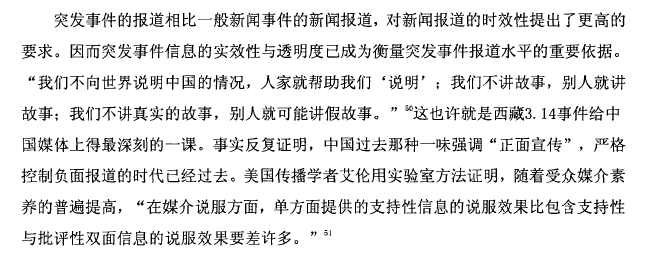 突发事件的报道相比一般新闻事件的新闻报道，对新闻报道的时效性提出了更高的
要求。因而突发事件信息的实效性与透明度已成为衡量突发事件报道水平的重要依据。
“我们不向世界说明中国的情况，人家就帮助我们‘说明’；我们不讲故事，别人就讲
故事；我们不讲真实的故事，别人就可能讲假故事。”50这也许就是西藏3.14事件给中
国媒体上得最深刻的一课。事实反复证明，中国过去那种一味强调“正面宣传”，严格
控制负面报道的时代已经过去。美国传播学者艾伦用实验室方法证明，随着受众媒介素
养的普遍提高，“在媒介说服方面，单方面提供的支持性信息的说服效果比包含支持性
与批评性双面信息的说服效果要差许多。”51